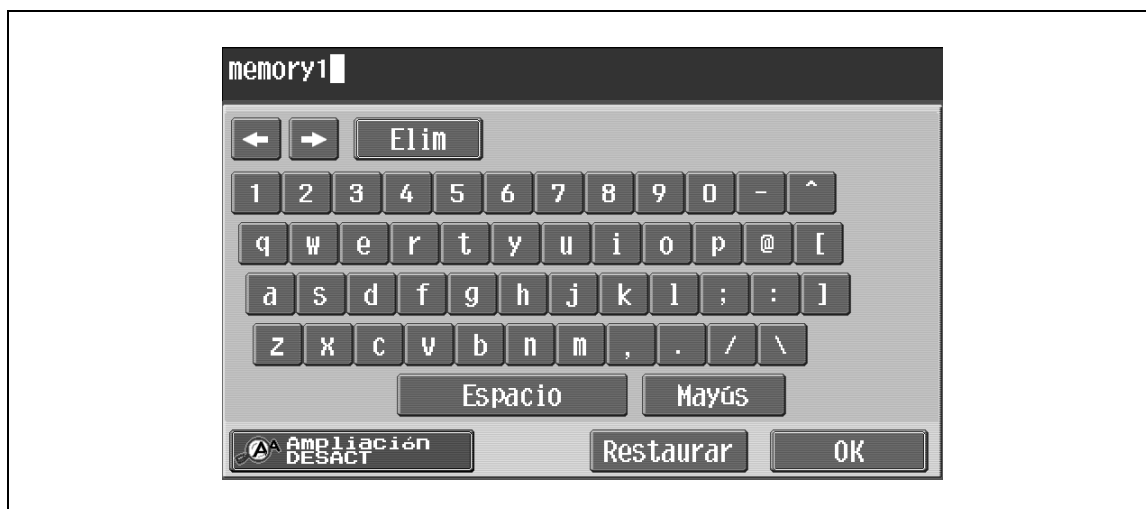 memory1
← → Elim
1 2 3 4 5 6 7 8 9 0 - ^
q w e r t y u i o p @ [
a s d f g h j k l ; : ]
z x c v b n m , . / \
Espacio Mayús
A A Ampliación
DESACT
Restaurar OK